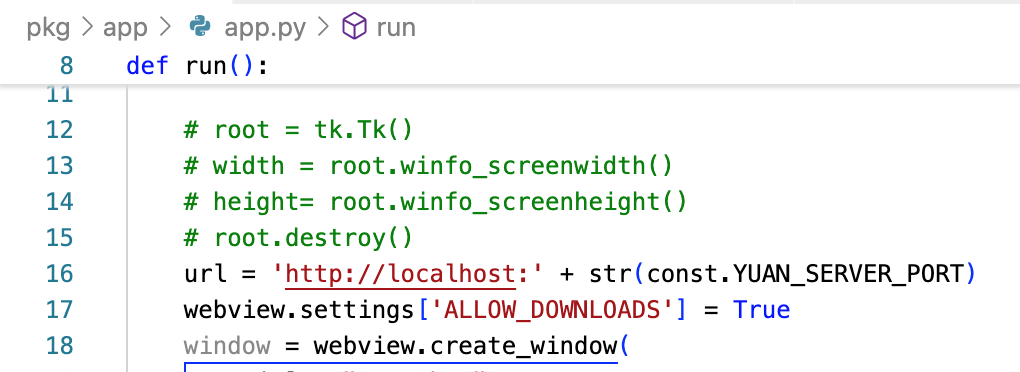 pkg > app > app.py > run
8 def run():
11
12 # root = tk.Tk()
13 # width = root.winfo_screenwidth()
14 # height= root.winfo_screenheight()
15 # root.destroy()
16 url = 'http://localhost:' + str(const.YUAN_SERVER_PORT)
17 webview.settings['ALLOW_DOWNLOADS'] = True
18 window = webview.create_window(